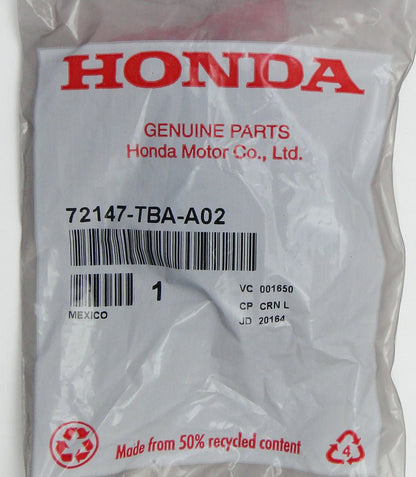 HONDA
GENUINE PARTS
Honda Motor Co., Ltd.
72147-TBA-A02
1
VC 001650
CP CRN L
JD 20164
MEXICO
Made from 50% recycled content
4